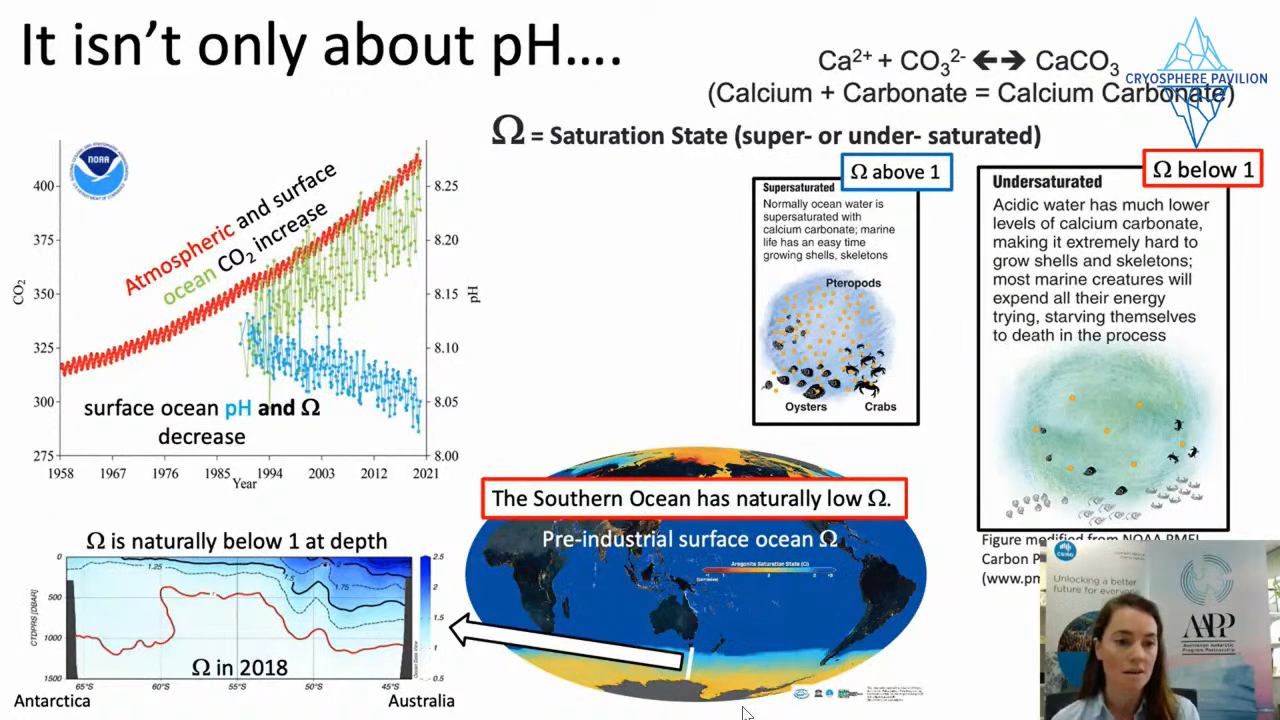 It isn't only about pH....
Ca²⁺ + CO₃²⁻ ↔ CaCO₃
(Calcium + Carbonate = Calcium Carbonate)
CRYOSPHERE PAVILION
Ω = Saturation State (super- or under- saturated)
NOAA
Atmospheric and surface
ocean CO₂ increase
400
375
350
325
300
275
CO₂
8.25
8.20
8.15
8.10
8.05
8.00
pH
surface ocean pH and Ω
decrease
1958
1967
1976
1985
1994
2003
2012
2021
Year
Ω above 1
Supersaturated
Normally ocean water is
supersaturated with
calcium carbonate; marine
life has an easy time
growing shells, skeletons
Pteropods
Oysters
Crabs
Ω below 1
Undersaturated
Acidic water has much lower
levels of calcium carbonate,
making it extremely hard to
grow shells and skeletons;
most marine creatures will
expend all their energy
trying, starving themselves
to death in the process
Figure modified from NOAA PMEL
Carbon P
(www.pm
The Southern Ocean has naturally low Ω.
Pre-industrial surface ocean Ω
Aragonite Saturation State (Ω)
Ω is naturally below 1 at depth
0
500
1000
1500
CTDPRS [DBAR]
1.25
1.5
1.75
1
2.5
2
1.5
1
0.5
Ω in 2018
65°S
60°S
55°S
50°S
45°S
Antarctica
Australia
CSIRO
Unlocking a better
future for everyone
AAPP
Australian Antarctic
Program Partnership